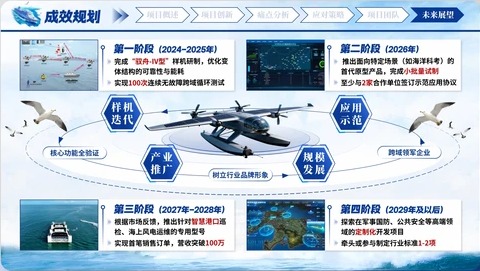 成效规划
项目概述
项目创新
痛点分析
应对策略
项目团队
未来展望
第一阶段（2024-2025年）
完成“驭舟-IV型”样机研制，优化变
体结构的可靠性与能耗
实现100次连续无故障跨域循环测试
第二阶段（2026年）
推出面向特定场景（如海洋科考）的
首代原型产品，完成小批量试制
至少与2家合作单位签订示范应用协议
样机
迭代
应用
示范
核心功能全验证
跨域领军企业
产业
推广
规模
发展
树立行业品牌形象
第三阶段（2027年-2028年）
根据市场反馈，推出针对智慧港口巡
检、海上风电运维的专用型号
实现首笔销售订单，营收突破100万
第四阶段（2029年及以后）
探索在军事国防、公共安全等高端领
域的定制化开发项目
牵头或参与制定行业标准1-2项